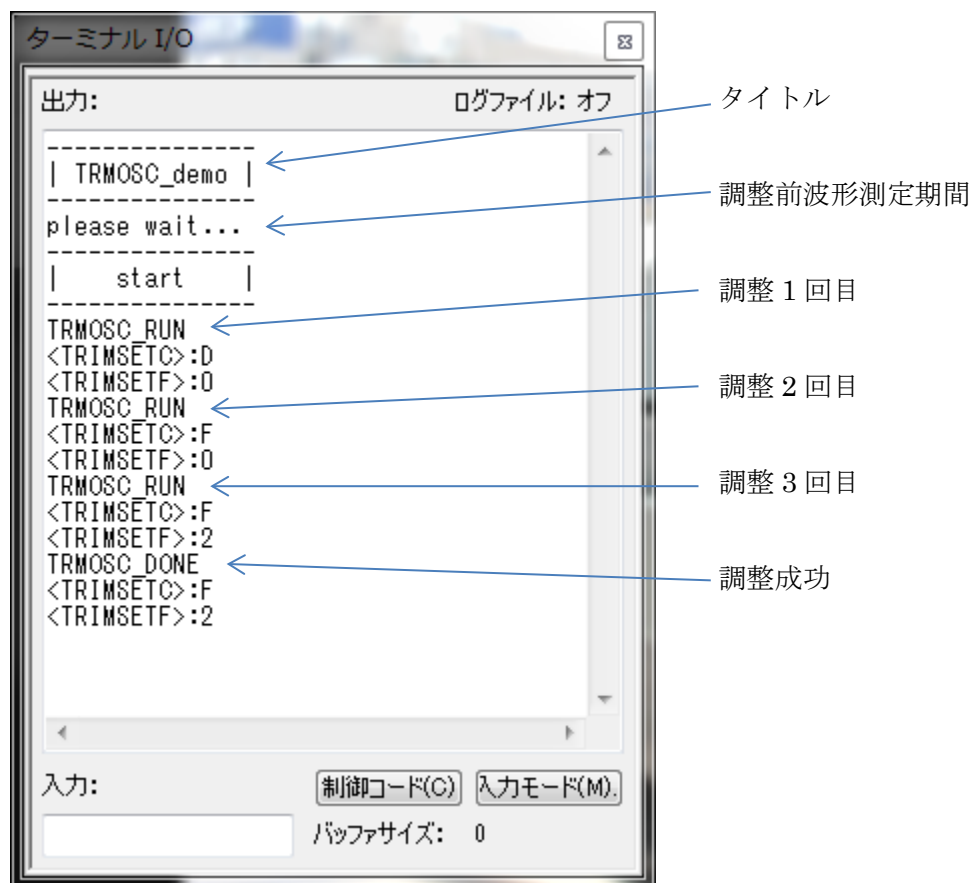 ターミナル I/O
出力: ログファイル: オフ
---------------
| TRMOSC_demo |
---------------
please wait...
---------------
| start |
---------------
TRMOSC_RUN
<TRIMSETC>:D
<TRIMSETF>:0
TRMOSC_RUN
<TRIMSETC>:F
<TRIMSETF>:0
TRMOSC_RUN
<TRIMSETC>:F
<TRIMSETF>:2
TRMOSC_DONE
<TRIMSETC>:F
<TRIMSETF>:2
入力: 制御コード(C) 入力モード(M).
バッファサイズ: 0
タイトル
調整前波形測定期間
調整 1 回目
調整 2 回目
調整 3 回目
調整成功